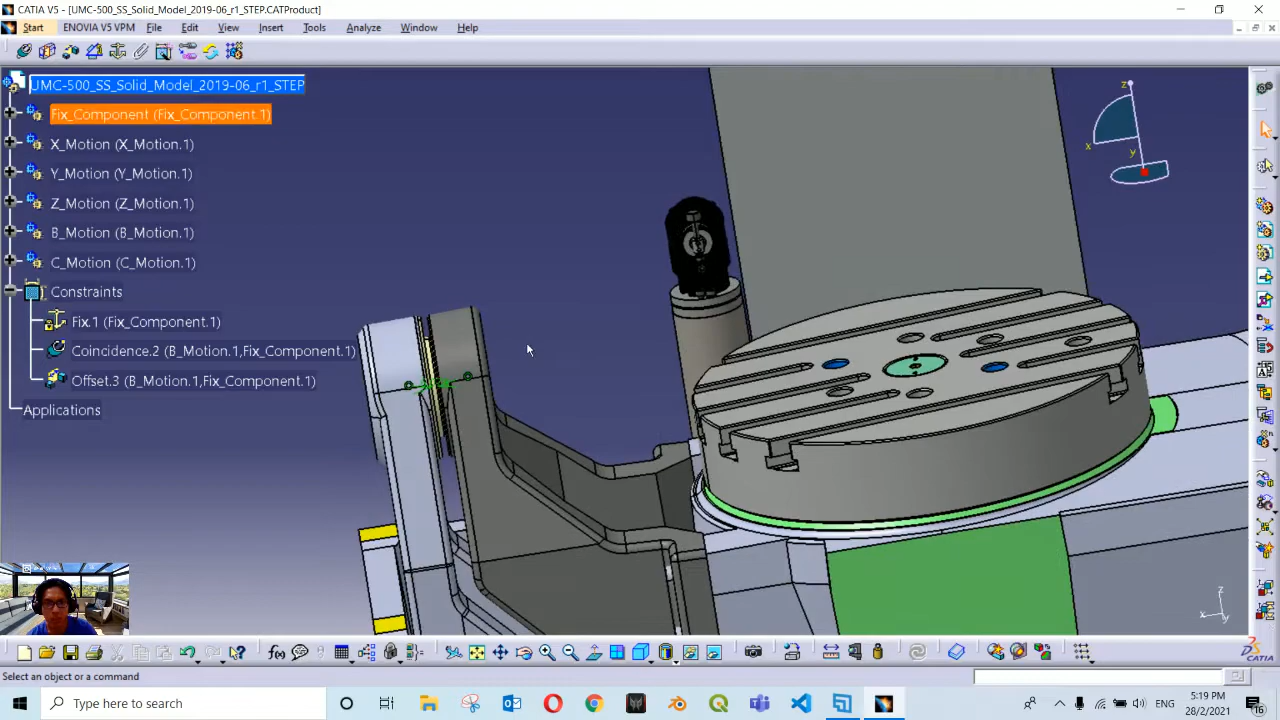 CATIA V5 - [UMC-500_SS_Solid_Model_2019-06_r1_STEP.CATProduct]
Start ENOVIA V5 VPM File Edit View Insert Tools Analyze Window Help
UMC-500_SS_Solid_Model_2019-06_r1_STEP
Fix_Component (Fix_Component.1)
X_Motion (X_Motion.1)
Y_Motion (Y_Motion.1)
Z_Motion (Z_Motion.1)
B_Motion (B_Motion.1)
C_Motion (C_Motion.1)
Constraints
Fix.1 (Fix_Component.1)
Coincidence.2 (B_Motion.1,Fix_Component.1)
Offset.3 (B_Motion.1,Fix_Component.1)
Applications
z
x
y
z
x
y
CATIA
Select an object or a command
Type here to search
ENG
5:19 PM
28/2/2021
16